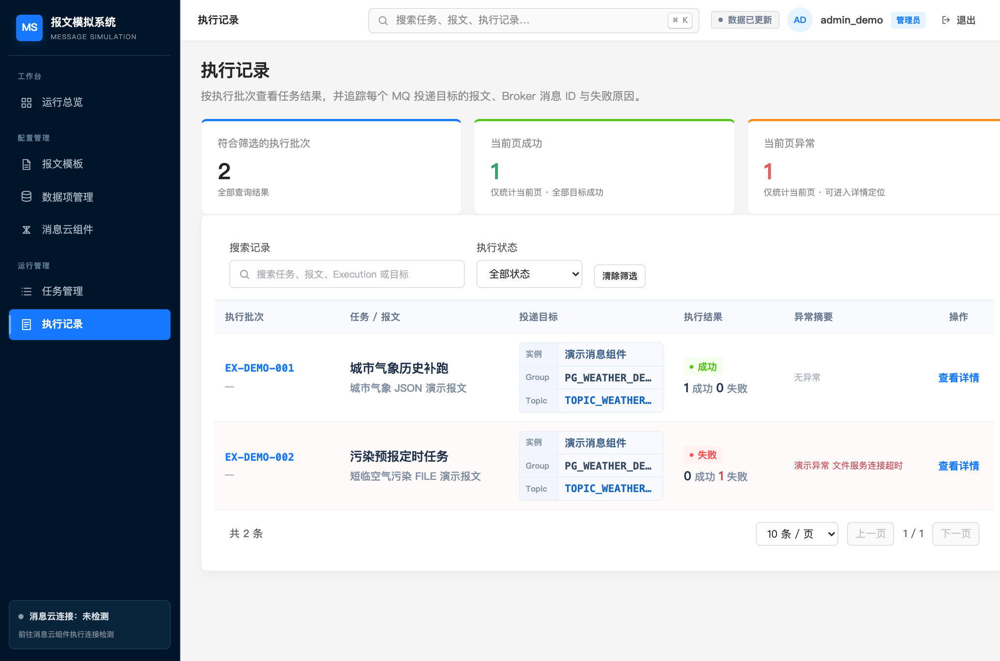 MS
报文模拟系统
MESSAGE SIMULATION
工作台
运行总览
配置管理
报文模板
数据项管理
消息云组件
运行管理
任务管理
执行记录
消息云连接：未检测
前往消息云组件执行连接检测
执行记录
搜索任务、报文、执行记录…
⌘ K
数据已更新
AD
admin_demo
管理员
退出
执行记录
按执行批次查看任务结果，并追踪每个 MQ 投递目标的报文、Broker 消息 ID 与失败原因。
符合筛选的执行批次
2
全部查询结果
当前页成功
1
仅统计当前页 · 全部目标成功
当前页异常
1
仅统计当前页 · 可进入详情定位
搜索记录
搜索任务、报文、Execution 或目标
执行状态
全部状态
清除筛选
执行批次 任务 / 报文 投递目标 执行结果 异常摘要 操作
EX-DEMO-001
—
城市气象历史补跑
城市气象 JSON 演示报文
实例 演示消息组件
Group PG_WEATHER_DE…
Topic TOPIC_WEATHER…
成功
1 成功 0 失败
无异常
查看详情
EX-DEMO-002
—
污染预报定时任务
短临空气污染 FILE 演示报文
实例 演示消息组件
Group PG_WEATHER_DE…
Topic TOPIC_WEATHER…
失败
0 成功 1 失败
演示异常 文件服务连接超时
查看详情
共 2 条
10 条 / 页
上一页
1 / 1
下一页